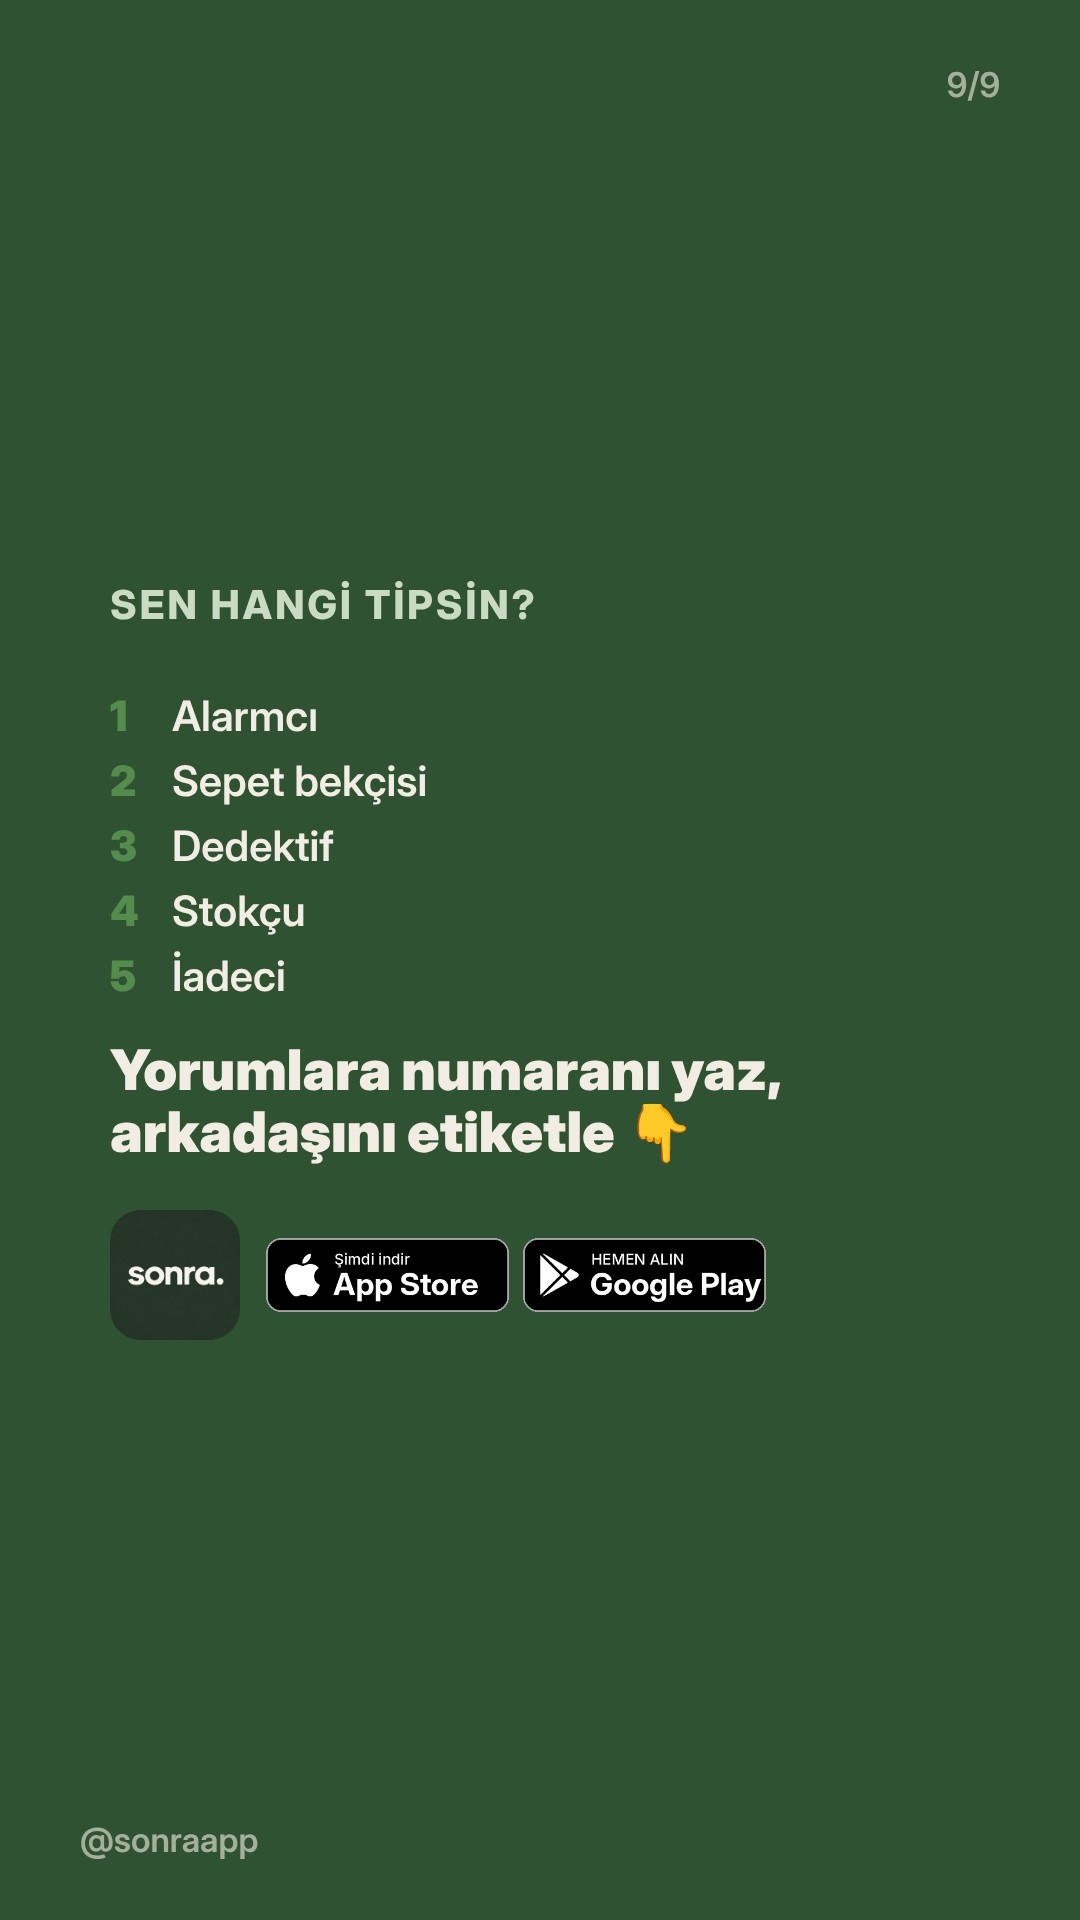 9/9
SEN HANGİ TİPSİN?
1 Alarmcı
2 Sepet bekçisi
3 Dedektif
4 Stokçu
5 İadeci
Yorumlara numaranı yaz,
arkadaşını etiketle 👇
sonra.
Şimdi indir
App Store
HEMEN ALIN
Google Play
@sonraapp